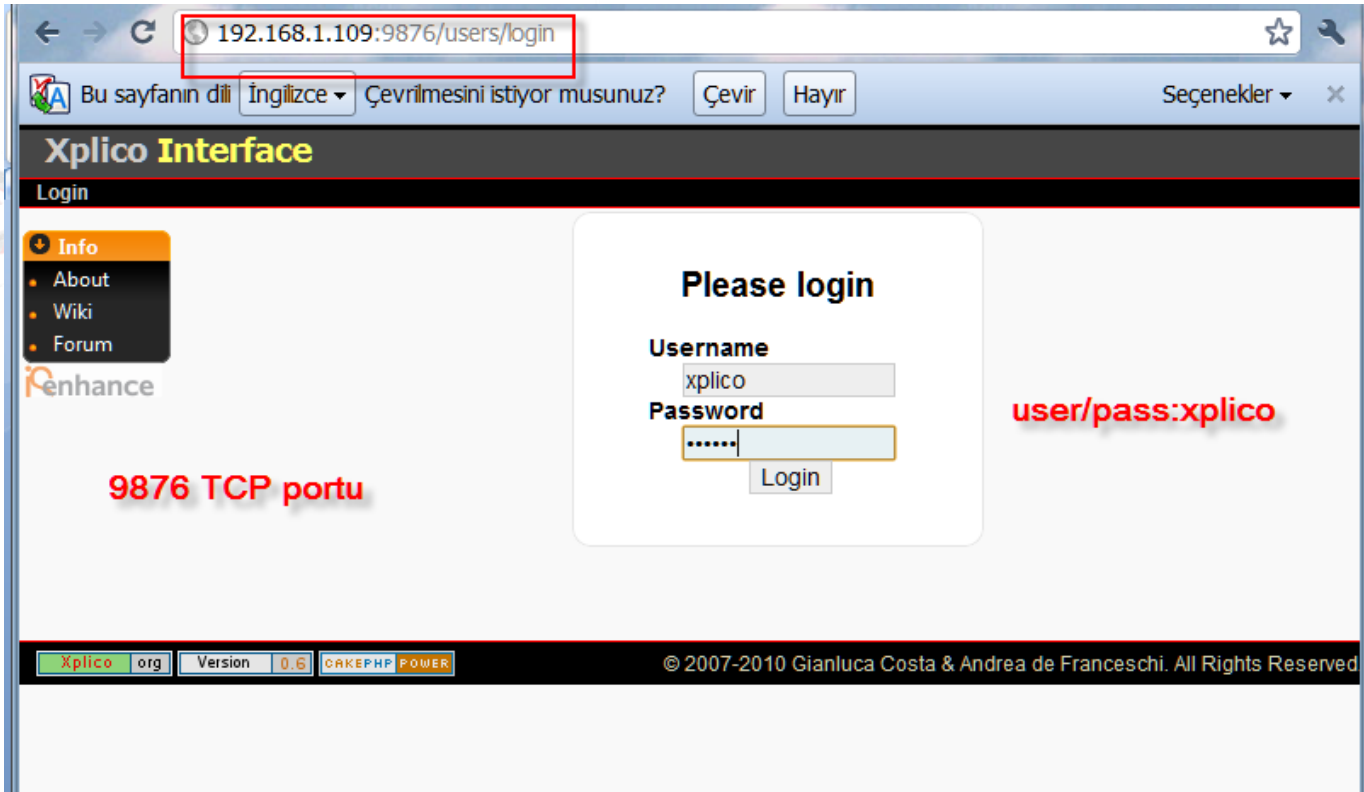 192.168.1.109:9876/users/login
Bu sayfanın dili İngilizce Çevrilmesini istiyor musunuz? Çevir Hayır Seçenekler
Xplico Interface
Login
Info
About
Wiki
Forum
enhance
Please login
Username
xplico
Password
Login
user/pass:xplico
9876 TCP portu
Xplico org Version 0.6 CAKEPHP POWER © 2007-2010 Gianluca Costa & Andrea de Franceschi. All Rights Reserved